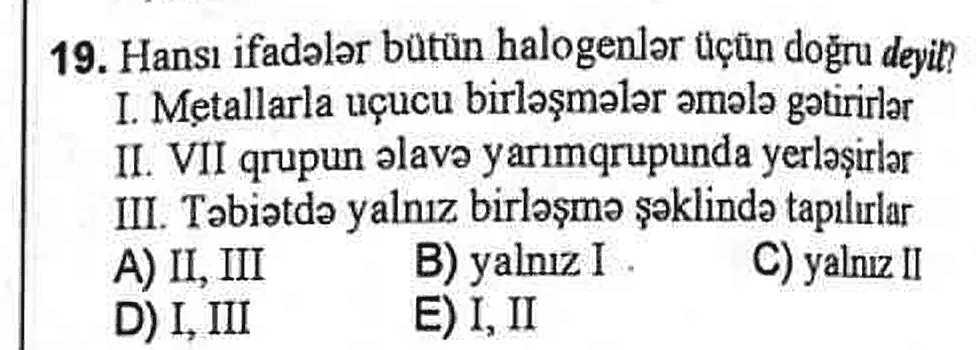 19. Hansı ifadələr bütün halogenlər üçün doğru deyil?
I. Metallarla uçucu birləşmələr əmələ gətirirlər
II. VII qrupun əlavə yarımqrupunda yerləşirlər
III. Təbiətdə yalnız birləşmə şəklində tapılırlar
A) II, III B) yalnız I C) yalnız II
D) I, III E) I, II